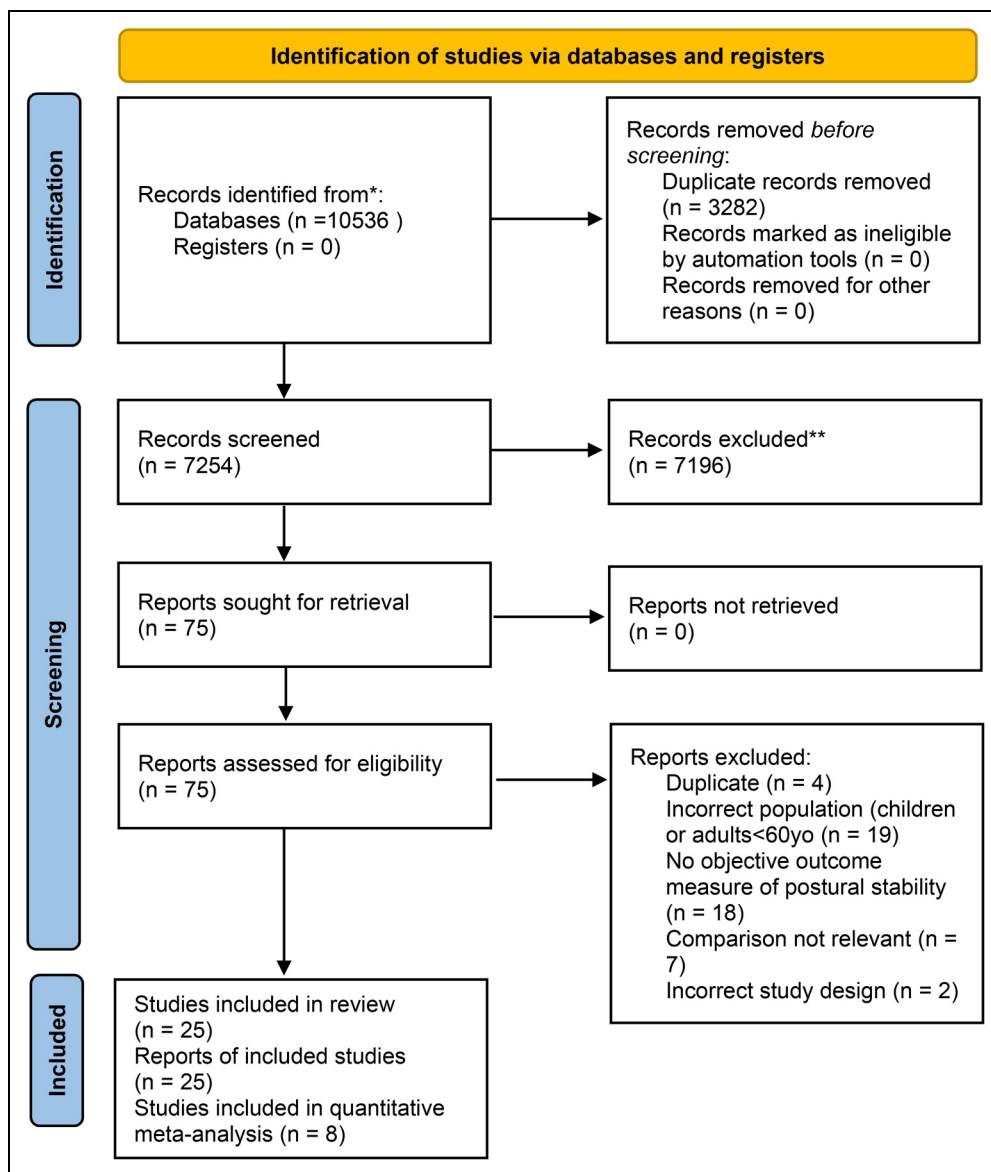 Identification of studies via databases and registers
Identification
Records identified from*:
Databases (n =10536 )
Registers (n = 0)
Records removed before
screening:
Duplicate records removed
(n = 3282)
Records marked as ineligible
by automation tools (n = 0)
Records removed for other
reasons (n = 0)
Screening
Records screened
(n = 7254)
Records excluded**
(n = 7196)
Reports sought for retrieval
(n = 75)
Reports not retrieved
(n = 0)
Reports assessed for eligibility
(n = 75)
Reports excluded:
Duplicate (n = 4)
Incorrect population (children
or adults<60yo (n = 19)
No objective outcome
measure of postural stability
(n = 18)
Comparison not relevant (n =
7)
Incorrect study design (n = 2)
Included
Studies included in review
(n = 25)
Reports of included studies
(n = 25)
Studies included in quantitative
meta-analysis (n = 8)